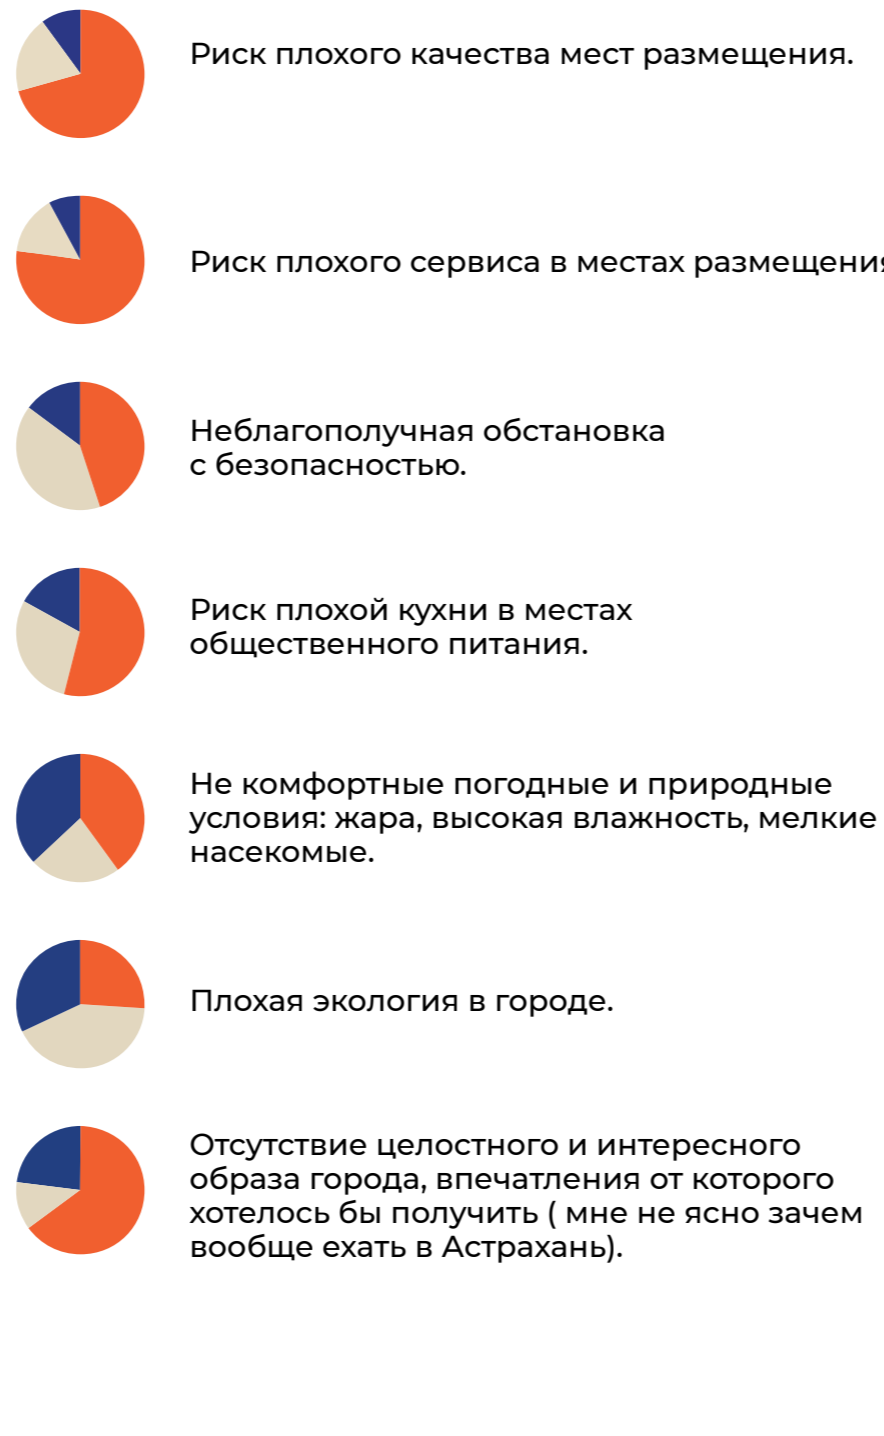 Риск плохого качества мест размещения.
Риск плохого сервиса в местах размещения
Неблагополучная обстановка
с безопасностью.
Риск плохой кухни в местах
общественного питания.
Не комфортные погодные и природные
условия: жара, высокая влажность, мелкие
насекомые.
Плохая экология в городе.
Отсутствие целостного и интересного
образа города, впечатления от которого
хотелось бы получить ( мне не ясно зачем
вообще ехать в Астрахань).